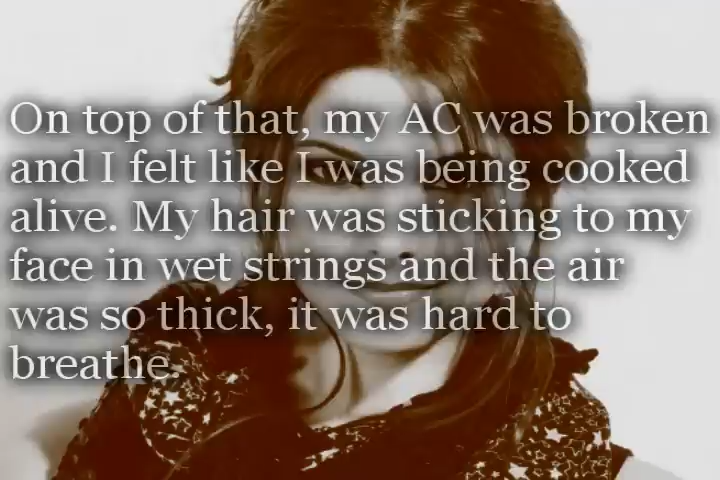 On top of that, my AC was broken
and I felt like I was being cooked
alive. My hair was sticking to my
face in wet strings and the air
was so thick, it was hard to
breathe.